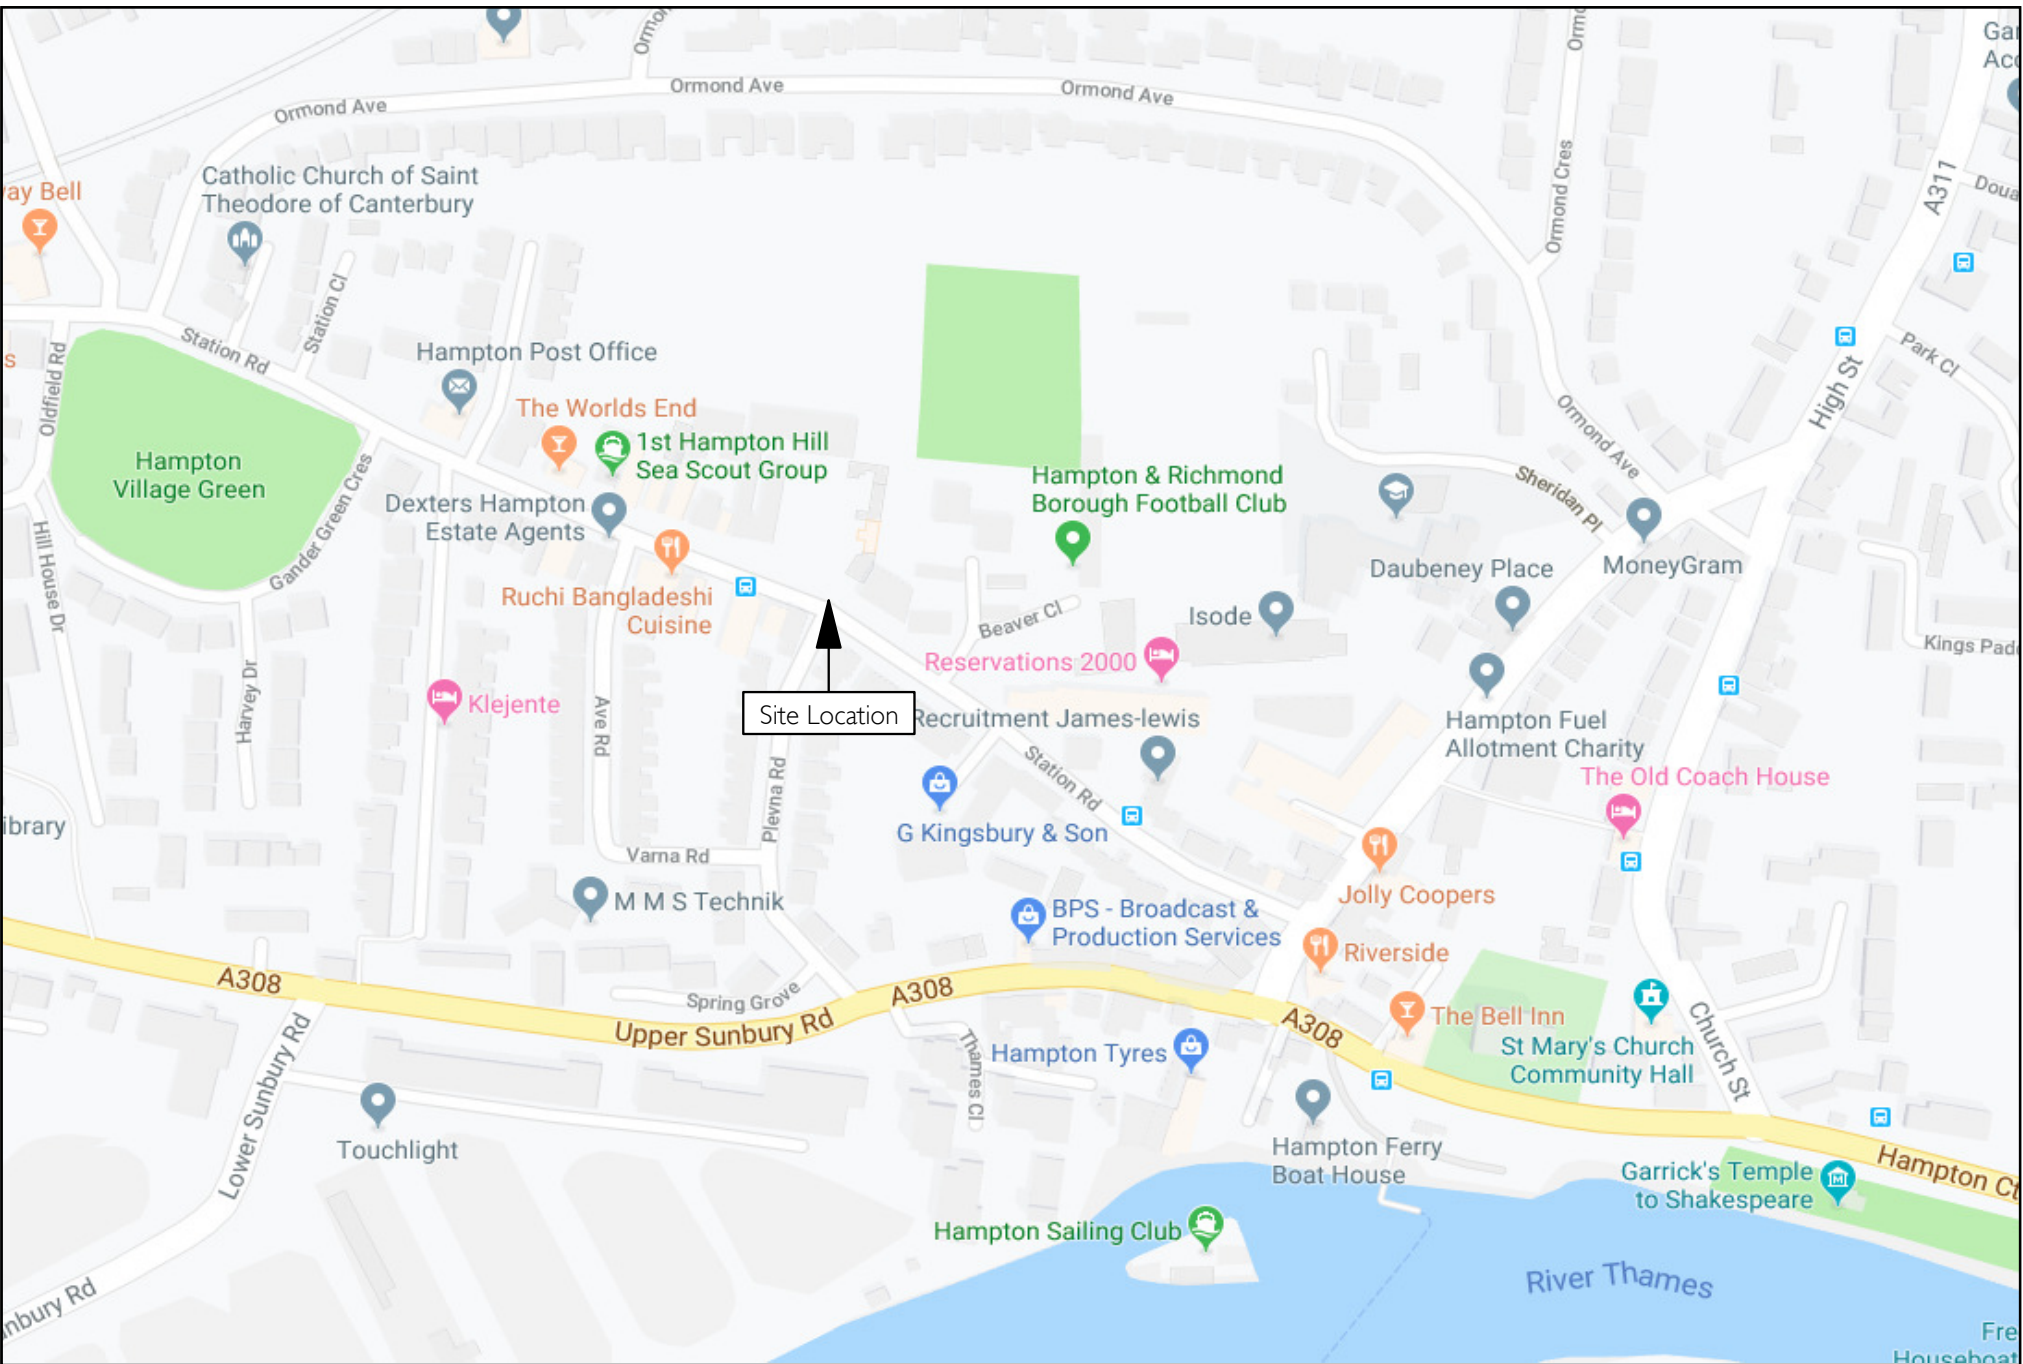 Ormond Ave
Ormond Ave
Ormond Ave
A311
Catholic Church of Saint
Theodore of Canterbury
Ormond Cres
Station Cl
Station Rd
Oldfield Rd
Hampton Post Office
Park Cl
High St
The Worlds End
1st Hampton Hill
Sea Scout Group
Ormond Ave
Hampton
Village Green
Gander Green Cres
Hampton & Richmond
Borough Football Club
Sheridan Pl
Dexters Hampton
Estate Agents
Hill House Dr
Daubeney Place
MoneyGram
Ruchi Bangladeshi
Cuisine
Beaver Cl
Isode
Reservations 2000
Harvey Dr
Klejente
Ave Rd
Site Location
Recruitment James-lewis
Hampton Fuel
Allotment Charity
Plevna Rd
Station Rd
The Old Coach House
G Kingsbury & Son
Varna Rd
M M S Technik
Jolly Coopers
BPS - Broadcast &
Production Services
Riverside
A308
Spring Grove
A308
Upper Sunbury Rd
A308
The Bell Inn
St Mary's Church
Community Hall
Church St
Lower Sunbury Rd
Thames Cl
Hampton Tyres
Touchlight
Hampton Ferry
Boat House
Garrick's Temple
to Shakespeare
Hampton Ct
Hampton Sailing Club
River Thames